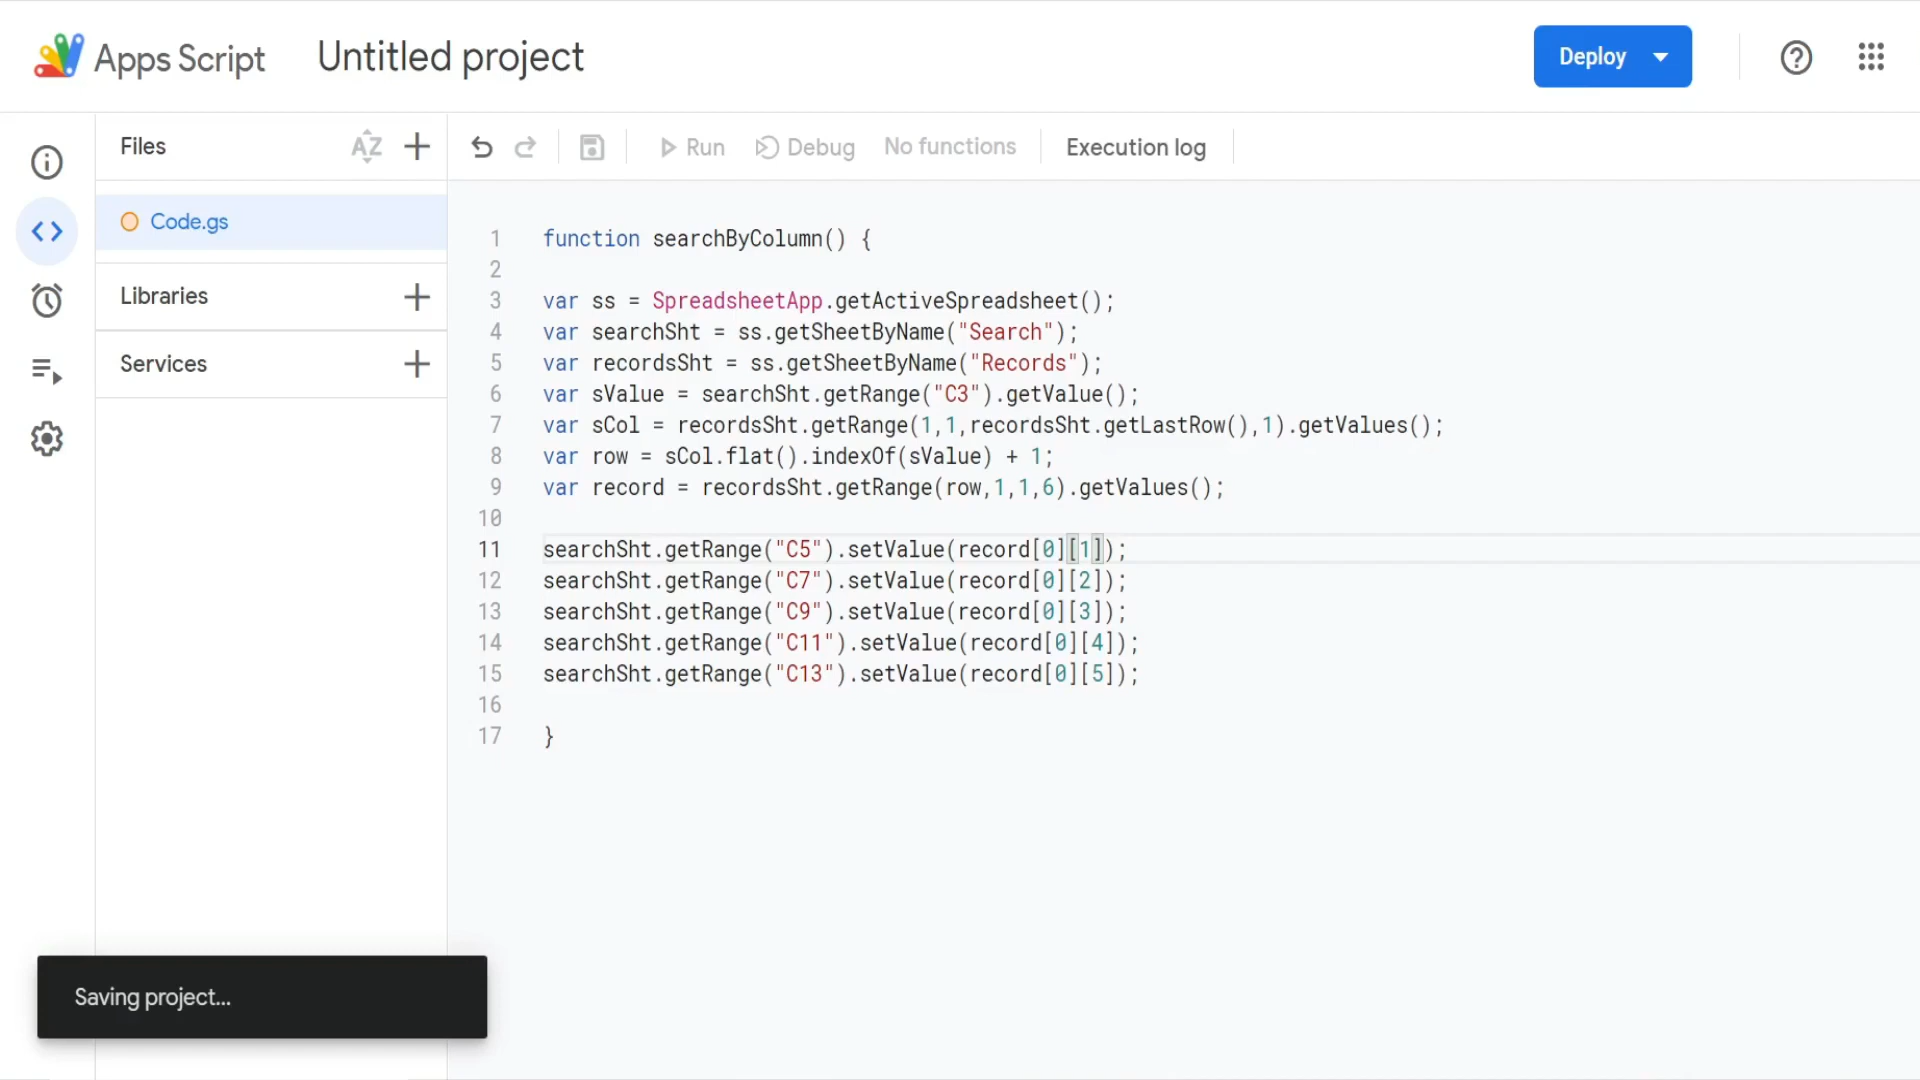 Apps Script
Untitled project
Deploy
Files
AZ
Run
Debug
No functions
Execution log
Code.gs
Libraries
Services
1 function searchByColumn() {
2
3 var ss = SpreadsheetApp.getActiveSpreadsheet();
4 var searchSht = ss.getSheetByName("Search");
5 var recordsSht = ss.getSheetByName("Records");
6 var sValue = searchSht.getRange("C3").getValue();
7 var sCol = recordsSht.getRange(1,1,recordsSht.getLastRow(),1).getValues();
8 var row = sCol.flat().indexOf(sValue) + 1;
9 var record = recordsSht.getRange(row,1,1,6).getValues();
10
11 searchSht.getRange("C5").setValue(record[0][1]);
12 searchSht.getRange("C7").setValue(record[0][2]);
13 searchSht.getRange("C9").setValue(record[0][3]);
14 searchSht.getRange("C11").setValue(record[0][4]);
15 searchSht.getRange("C13").setValue(record[0][5]);
16
17 }
Saving project...